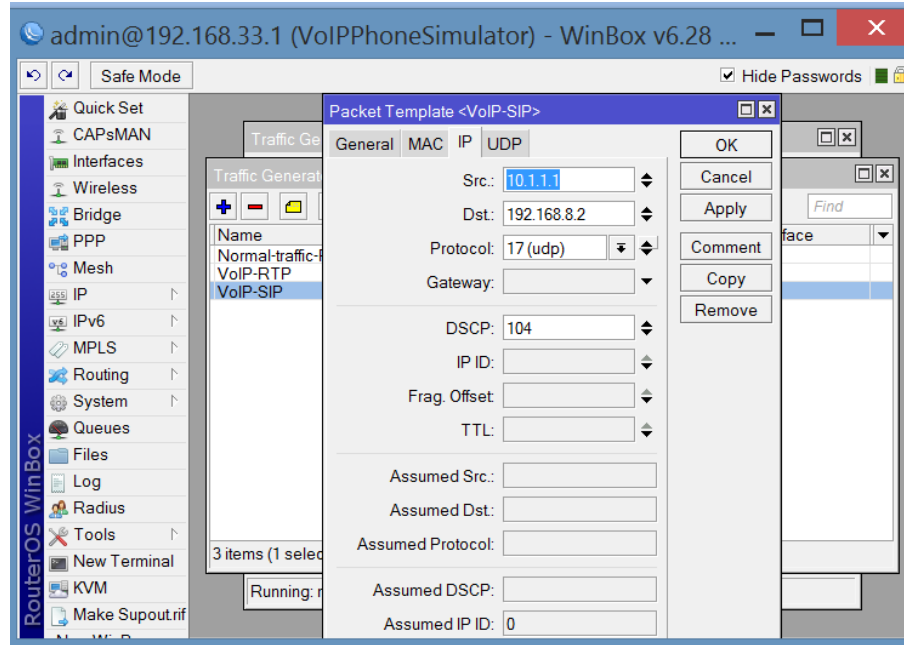 admin@192.168.33.1 (VoIPPhoneSimulator) - WinBox v6.28 ...
Safe Mode
Hide Passwords
RouterOS WinBox
Quick Set
CAPsMAN
Interfaces
Wireless
Bridge
PPP
Mesh
IP
IPv6
MPLS
Routing
System
Queues
Files
Log
Radius
Tools
New Terminal
KVM
Make Supout.rif
Traffic Ge
Traffic Generat
Find
Name
face
Normal-traffic-
VoIP-RTP
VoIP-SIP
3 items (1 selec
Running:
Packet Template <VoIP-SIP>
General MAC IP UDP
Src.: 10.1.1.1
Dst.: 192.168.8.2
Protocol: 17 (udp)
Gateway:
DSCP: 104
IP ID:
Frag. Offset:
TTL:
Assumed Src.:
Assumed Dst.:
Assumed Protocol:
Assumed DSCP:
Assumed IP ID: 0
OK
Cancel
Apply
Comment
Copy
Remove